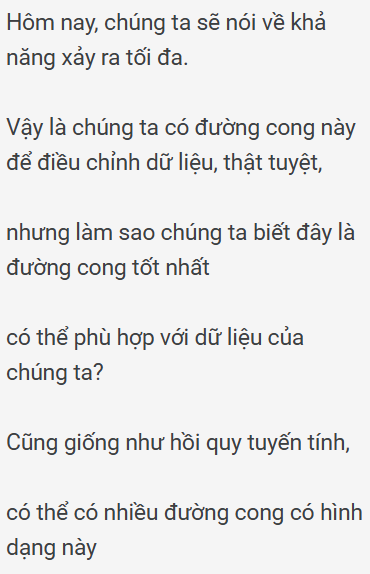 Hôm nay, chúng ta sẽ nói về khả
năng xảy ra tối đa.
Vậy là chúng ta có đường cong này
để điều chỉnh dữ liệu, thật tuyệt,
nhưng làm sao chúng ta biết đây là
đường cong tốt nhất
có thể phù hợp với dữ liệu của
chúng ta?
Cũng giống như hồi quy tuyến tính,
có thể có nhiều đường cong có hình
dạng này